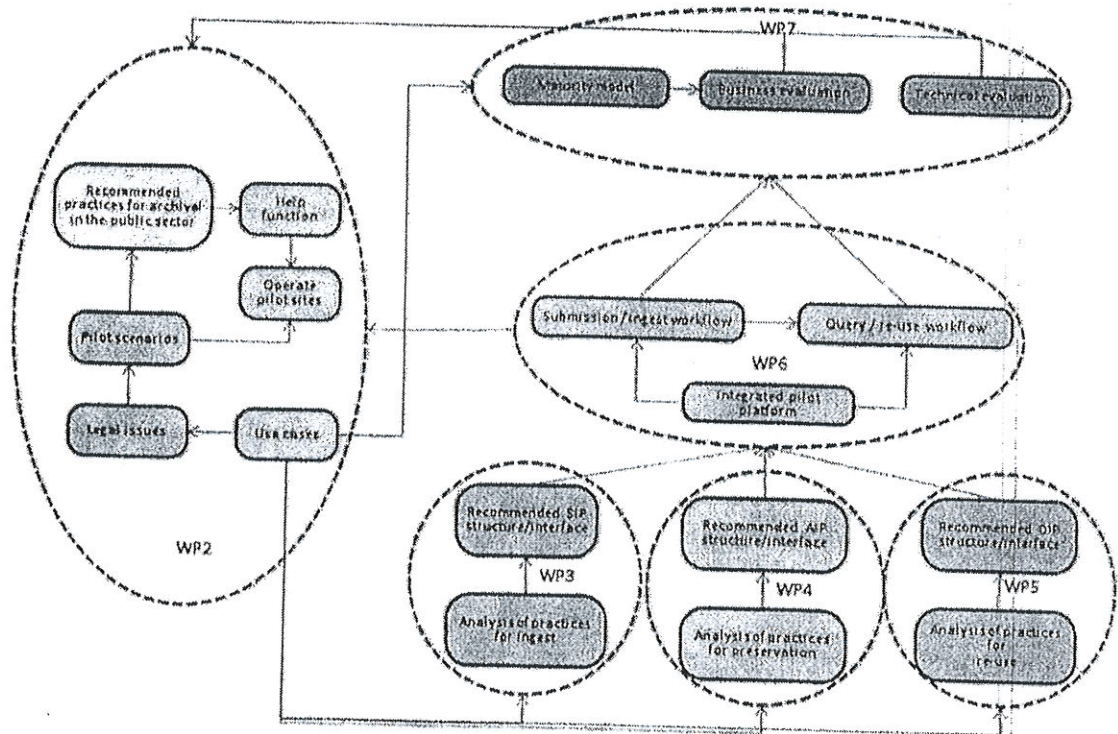 WP7
Maturity model
Business evaluation
Technical evaluation
Recommended
practices for archival
in the public sector
Help
function
Operate
pilot sites
Pilot scenarios
Legal issues
Use cases
WP2
Submission / ingest workflow
Query / re-use workflow
WP6
Integrated pilot
platform
Recommended SIP
structure/interface
WP3
Analysis of practices
for ingest
Recommended AIP
structure/interface
WP4
Analysis of practices
for preservation
Recommended DIP
structure/interface
WP5
Analysis of practices
for
re-use